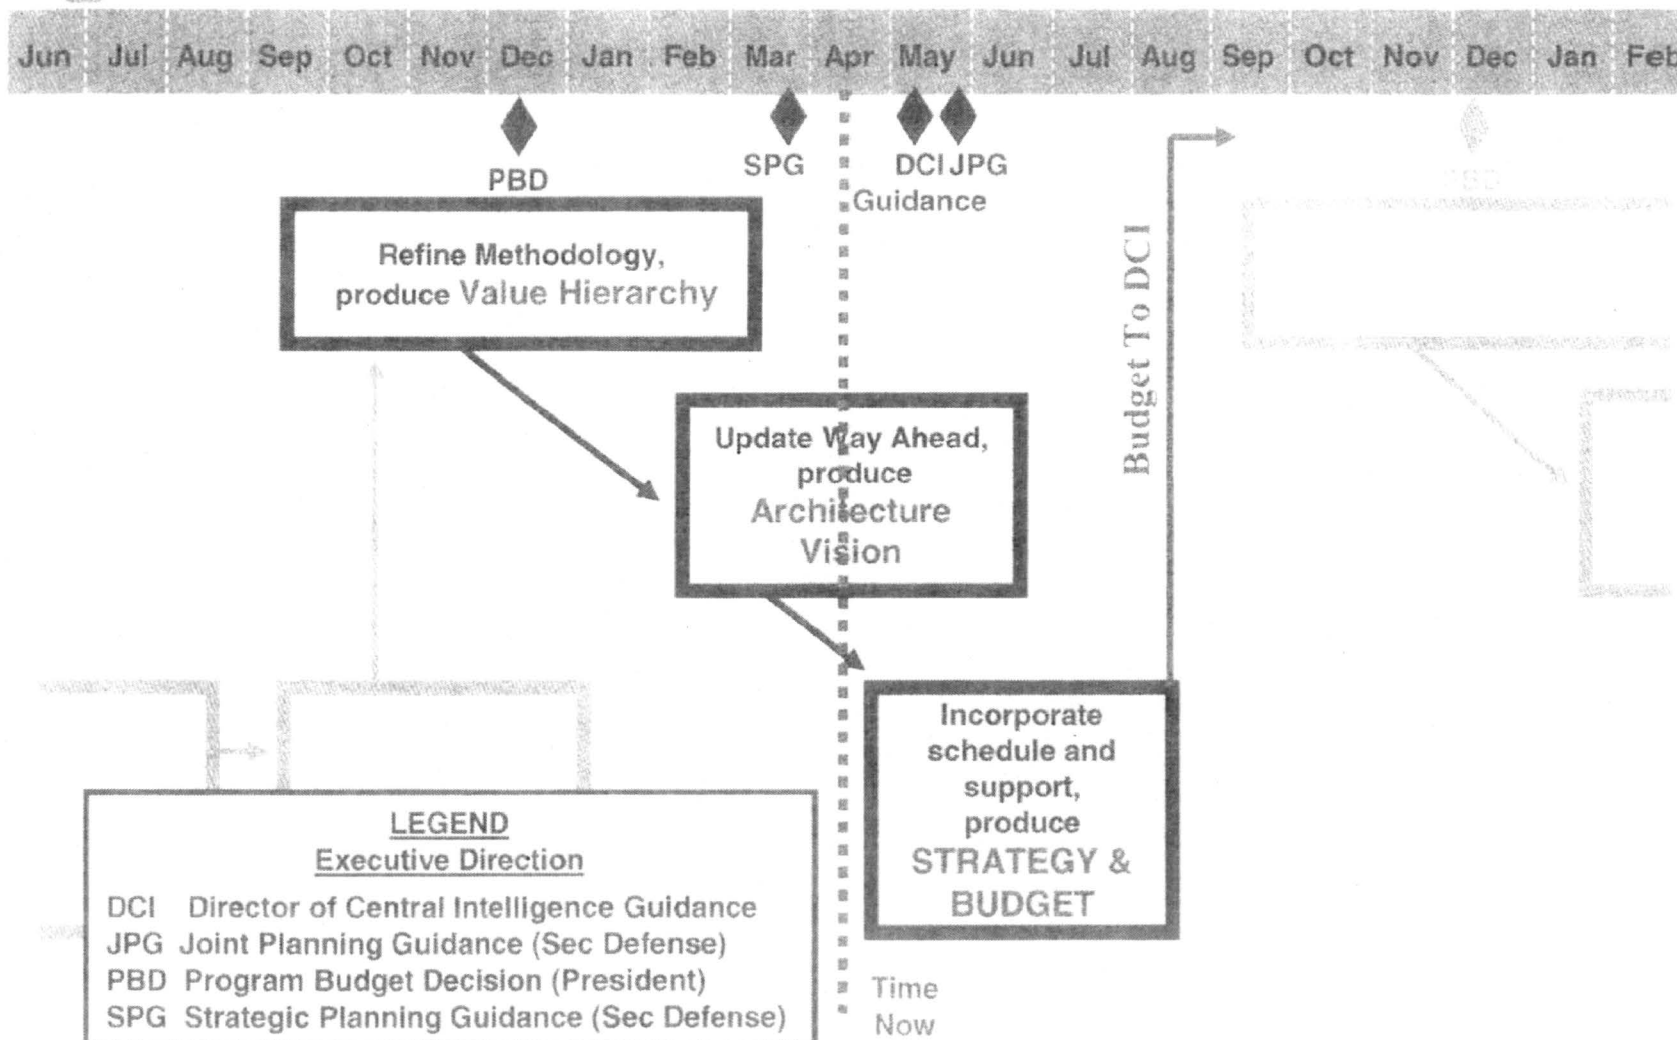 Jun Jul Aug Sep Oct Nov Dec Jan Feb Mar Apr May Jun Jul Aug Sep Oct Nov Dec Jan Feb
PBD
SPG
DCI JPG
Guidance
PBD
Refine Methodology,
produce Value Hierarchy
Budget To DCI
Update Way Ahead,
produce
Architecture
Vision
Incorporate
schedule and
support,
produce
STRATEGY &
BUDGET
LEGEND
Executive Direction
DCI Director of Central Intelligence Guidance
JPG Joint Planning Guidance (Sec Defense)
PBD Program Budget Decision (President)
SPG Strategic Planning Guidance (Sec Defense)
Time
Now